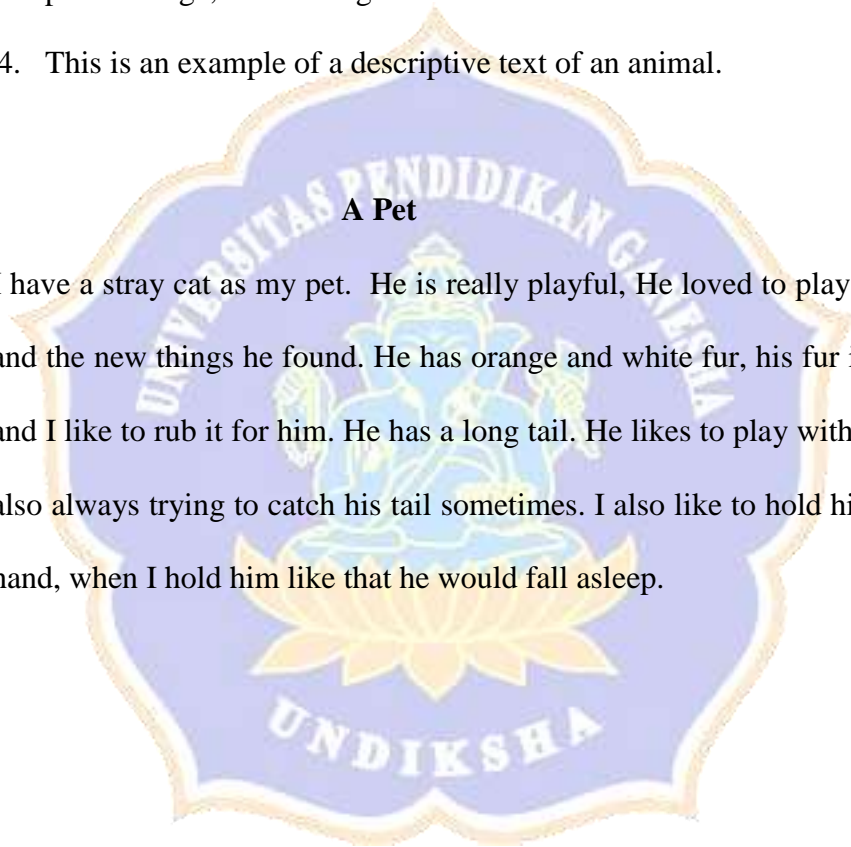 4. This is an example of a descriptive text of an animal.
UNIVERSITAS PENDIDIKAN GANESHA
A Pet
I have a stray cat as my pet. He is really playful, He loved to play
and the new things he found. He has orange and white fur, his fur
and I like to rub it for him. He has a long tail. He likes to play with
also always trying to catch his tail sometimes. I also like to hold
hand, when I hold him like that he would fall asleep.
UNDIKSHA